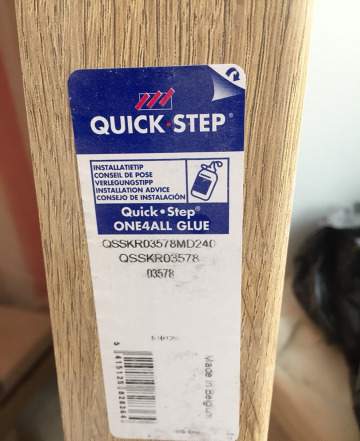 QUICK•STEP®
INSTALLATIETIP
CONSEIL DE POSE
VERLEGUNGSTIPP
INSTALLATION ADVICE
CONSEJO DE INSTALACIÓN
Quick•Step®
ONE4ALL GLUE
QSSKR03578MD240
QSSKR03578
03578
Made in Belgium